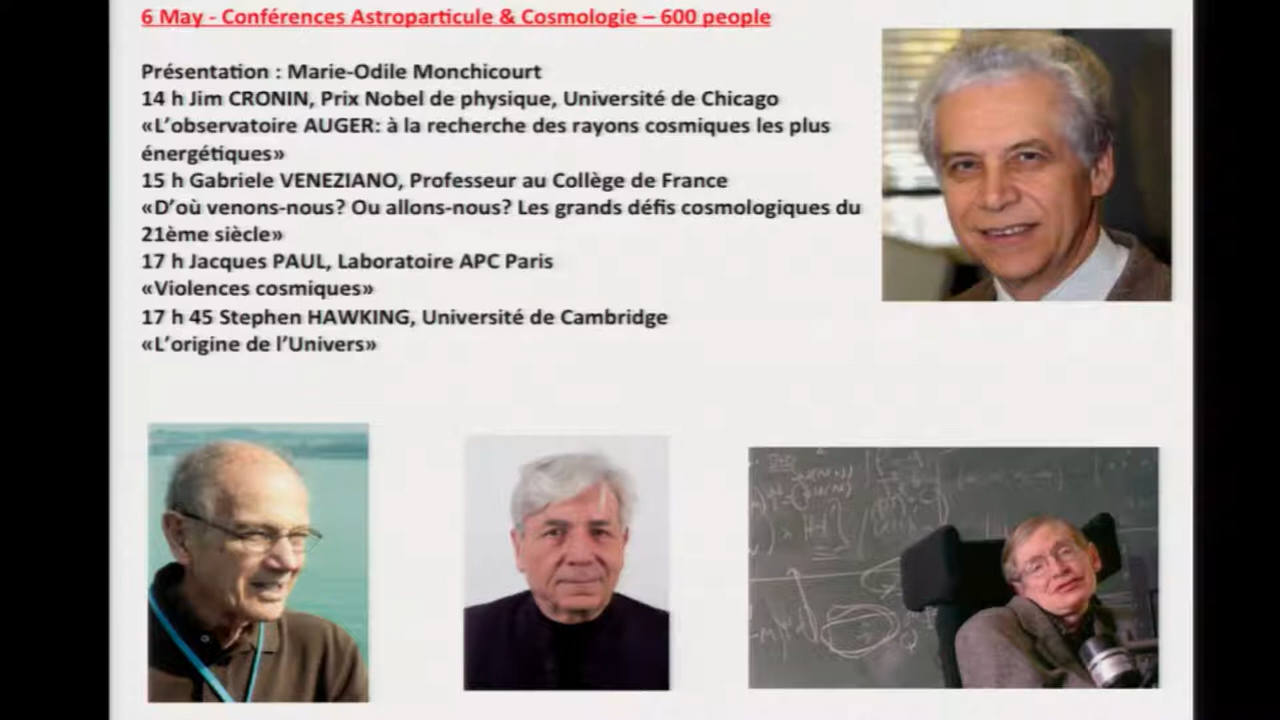 6 May - Conférences Astroparticule & Cosmologie – 600 people
Présentation : Marie-Odile Monchicourt
14 h Jim CRONIN, Prix Nobel de physique, Université de Chicago
«L’observatoire AUGER: à la recherche des rayons cosmiques les plus
énergétiques»
15 h Gabriele VENEZIANO, Professeur au Collège de France
«D’où venons-nous? Ou allons-nous? Les grands défis cosmologiques du
21ème siècle»
17 h Jacques PAUL, Laboratoire APC Paris
«Violences cosmiques»
17 h 45 Stephen HAWKING, Université de Cambridge
«L’origine de l’Univers»